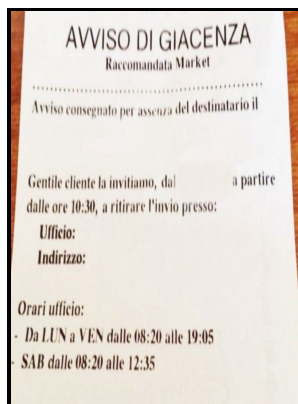 AVVISO DI GIACENZA
Raccomandata Market
Avviso consegnato per assenza del destinatario il
Gentile cliente la invitiamo, dal a partire
dalle ore 10:30, a ritirare l'invio presso:
Ufficio:
Indirizzo:
Orari ufficio:
- Da LUN a VEN dalle 08:20 alle 19:05
- SAB dalle 08:20 alle 12:35